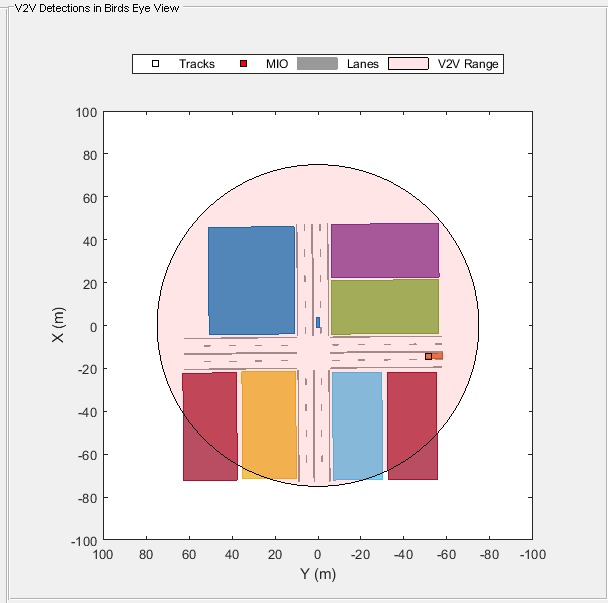 V2V Detections in Birds Eye View
Tracks MIO Lanes V2V Range
100
80
60
40
20
0
-20
-40
-60
-80
-100
X (m)
100 80 60 40 20 0 -20 -40 -60 -80 -100
Y (m)